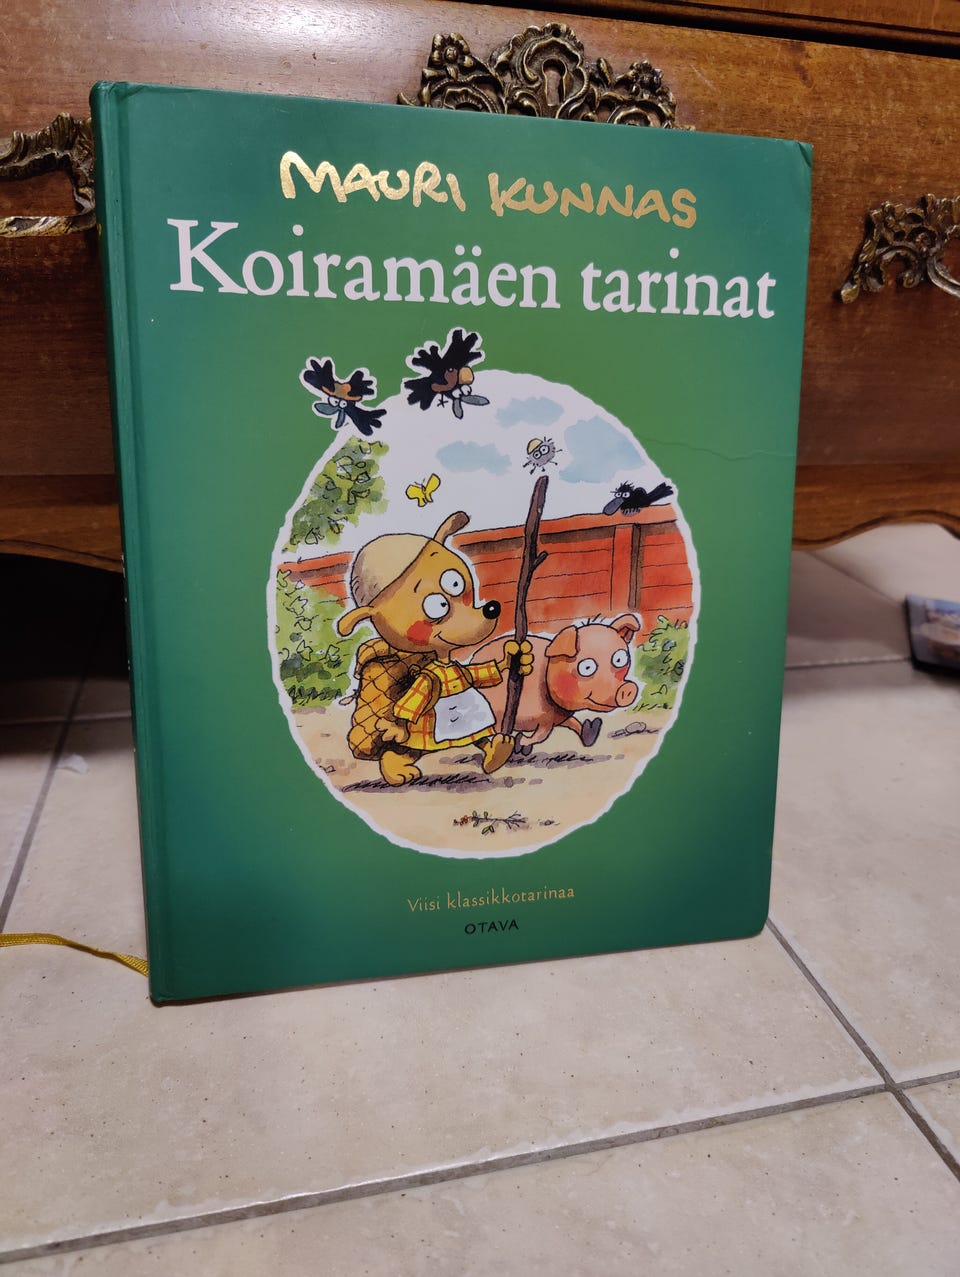 MAURI KUNNAS
Koiramäen tarinat
Viisi klassikkotarinaa
OTAVA